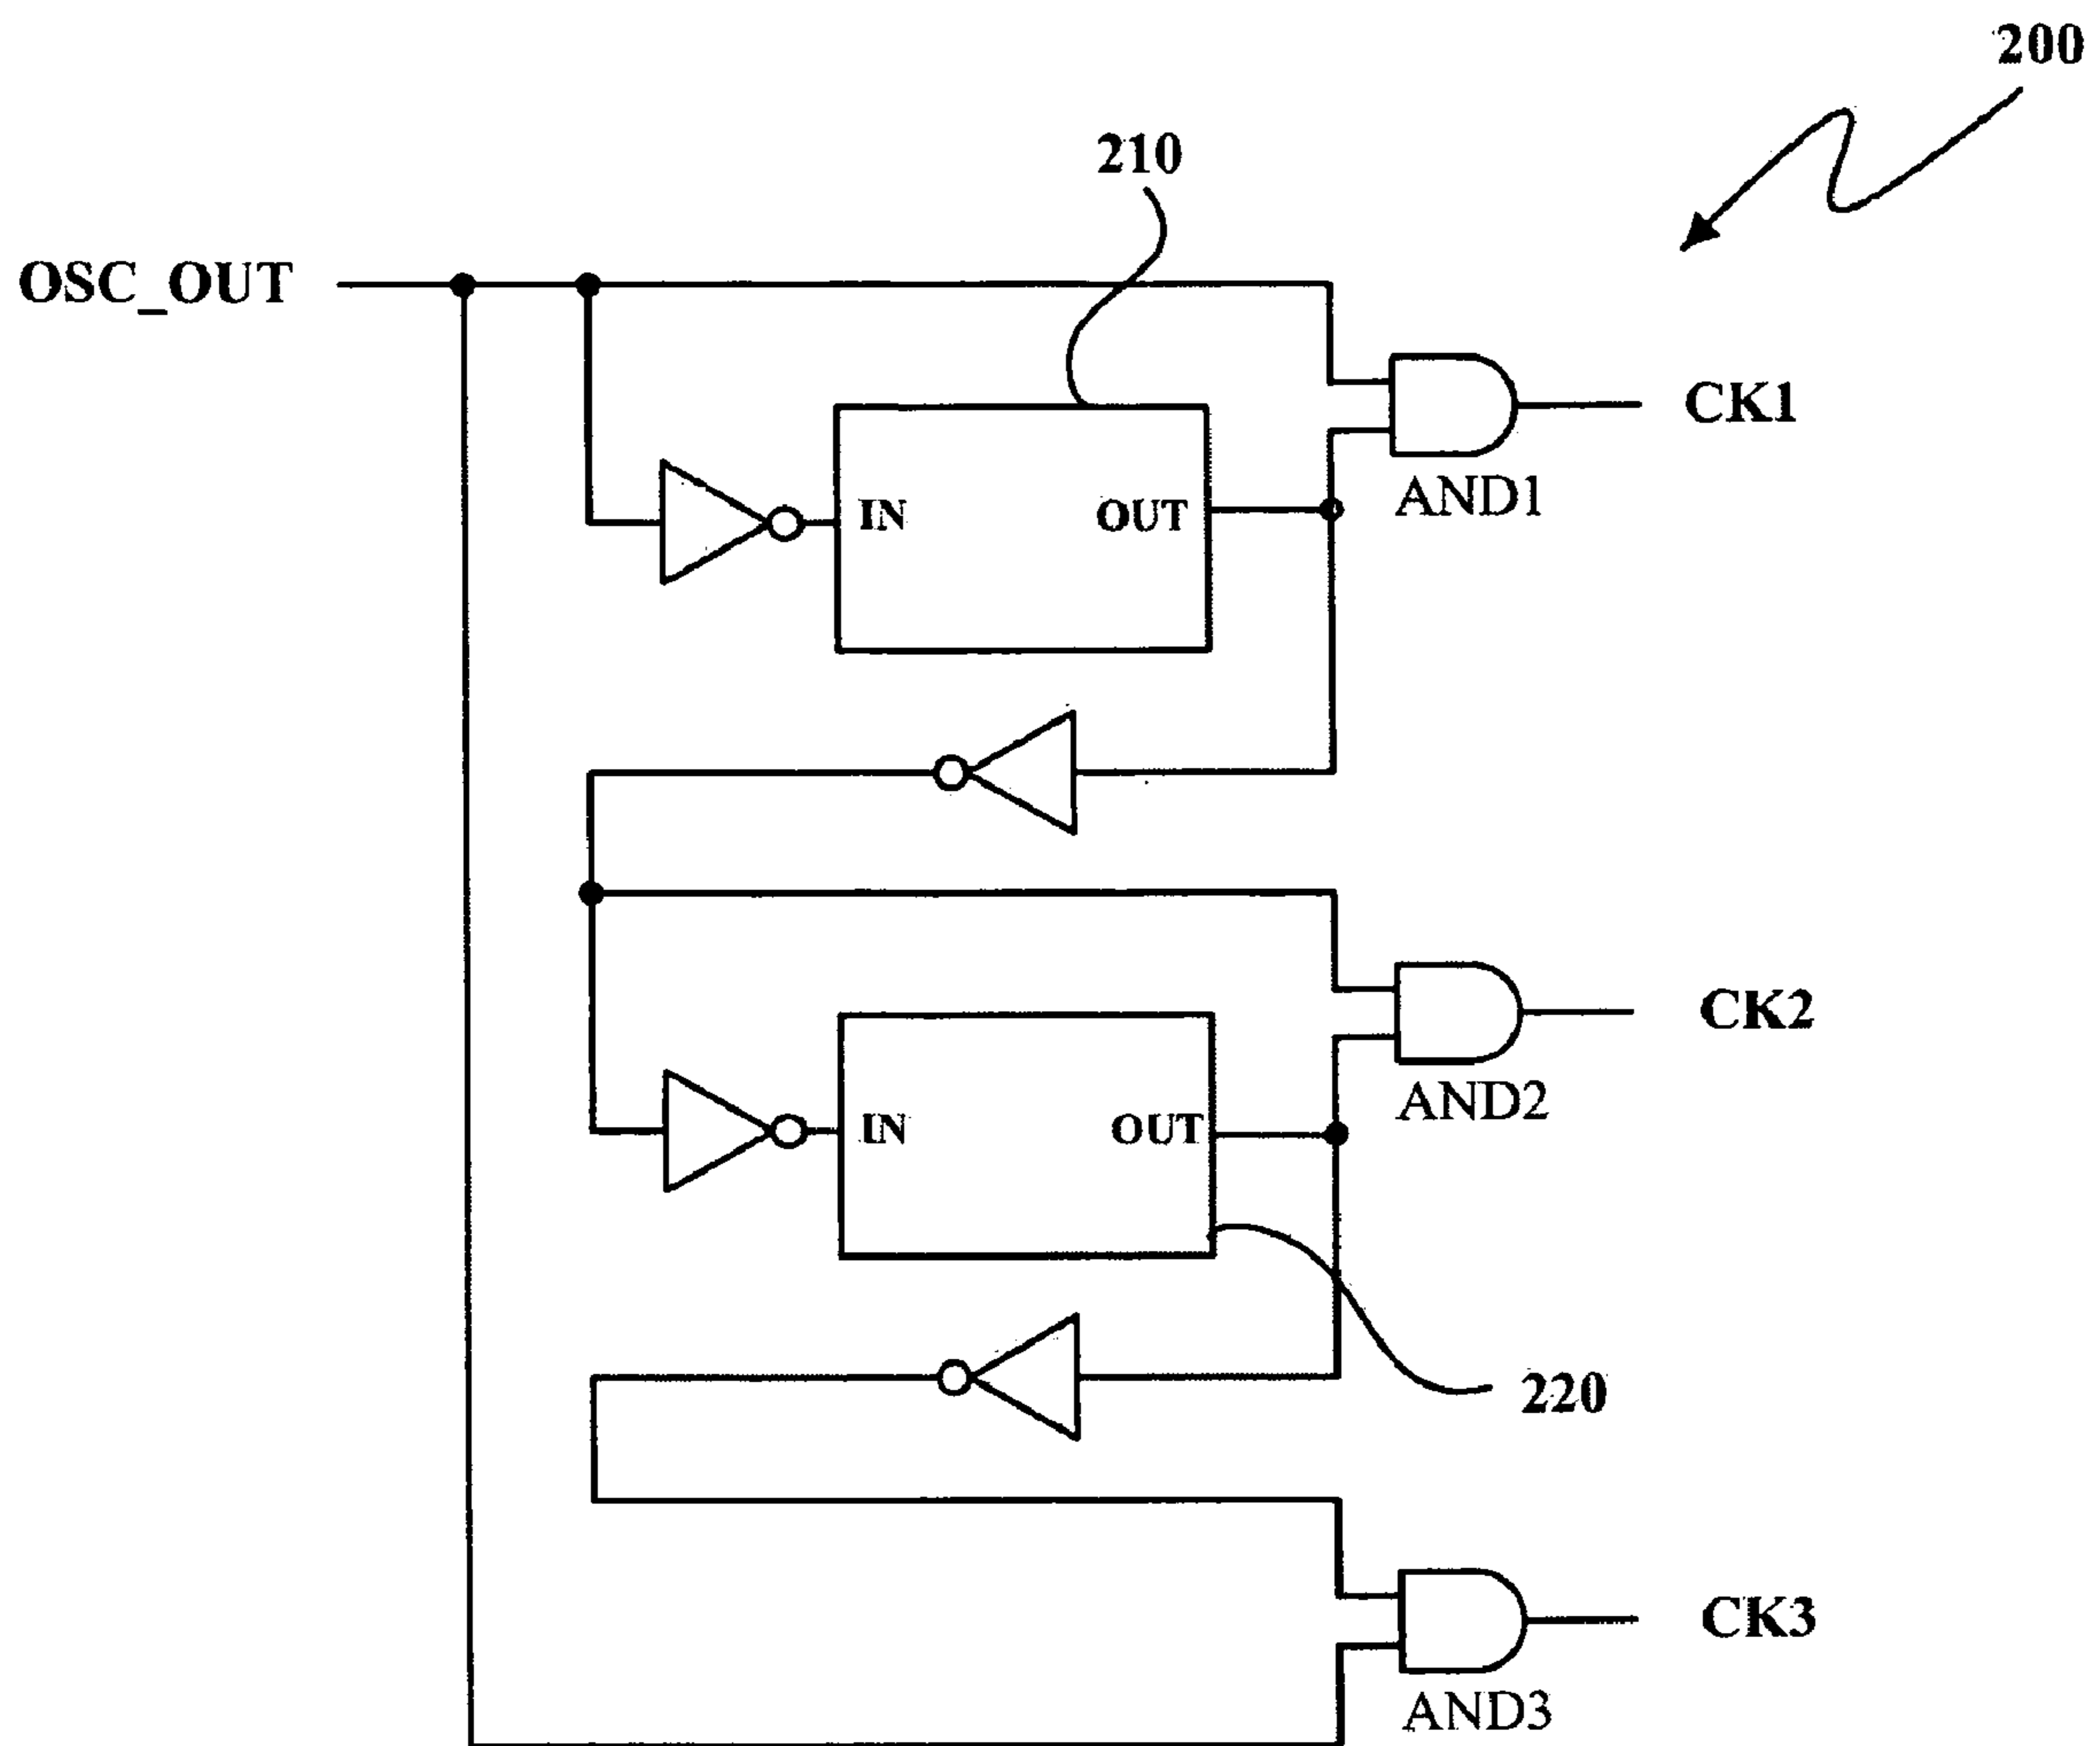 200
210
OSC_OUT
CK1
AND1
IN OUT
CK2
AND2
IN OUT
220
CK3
AND3